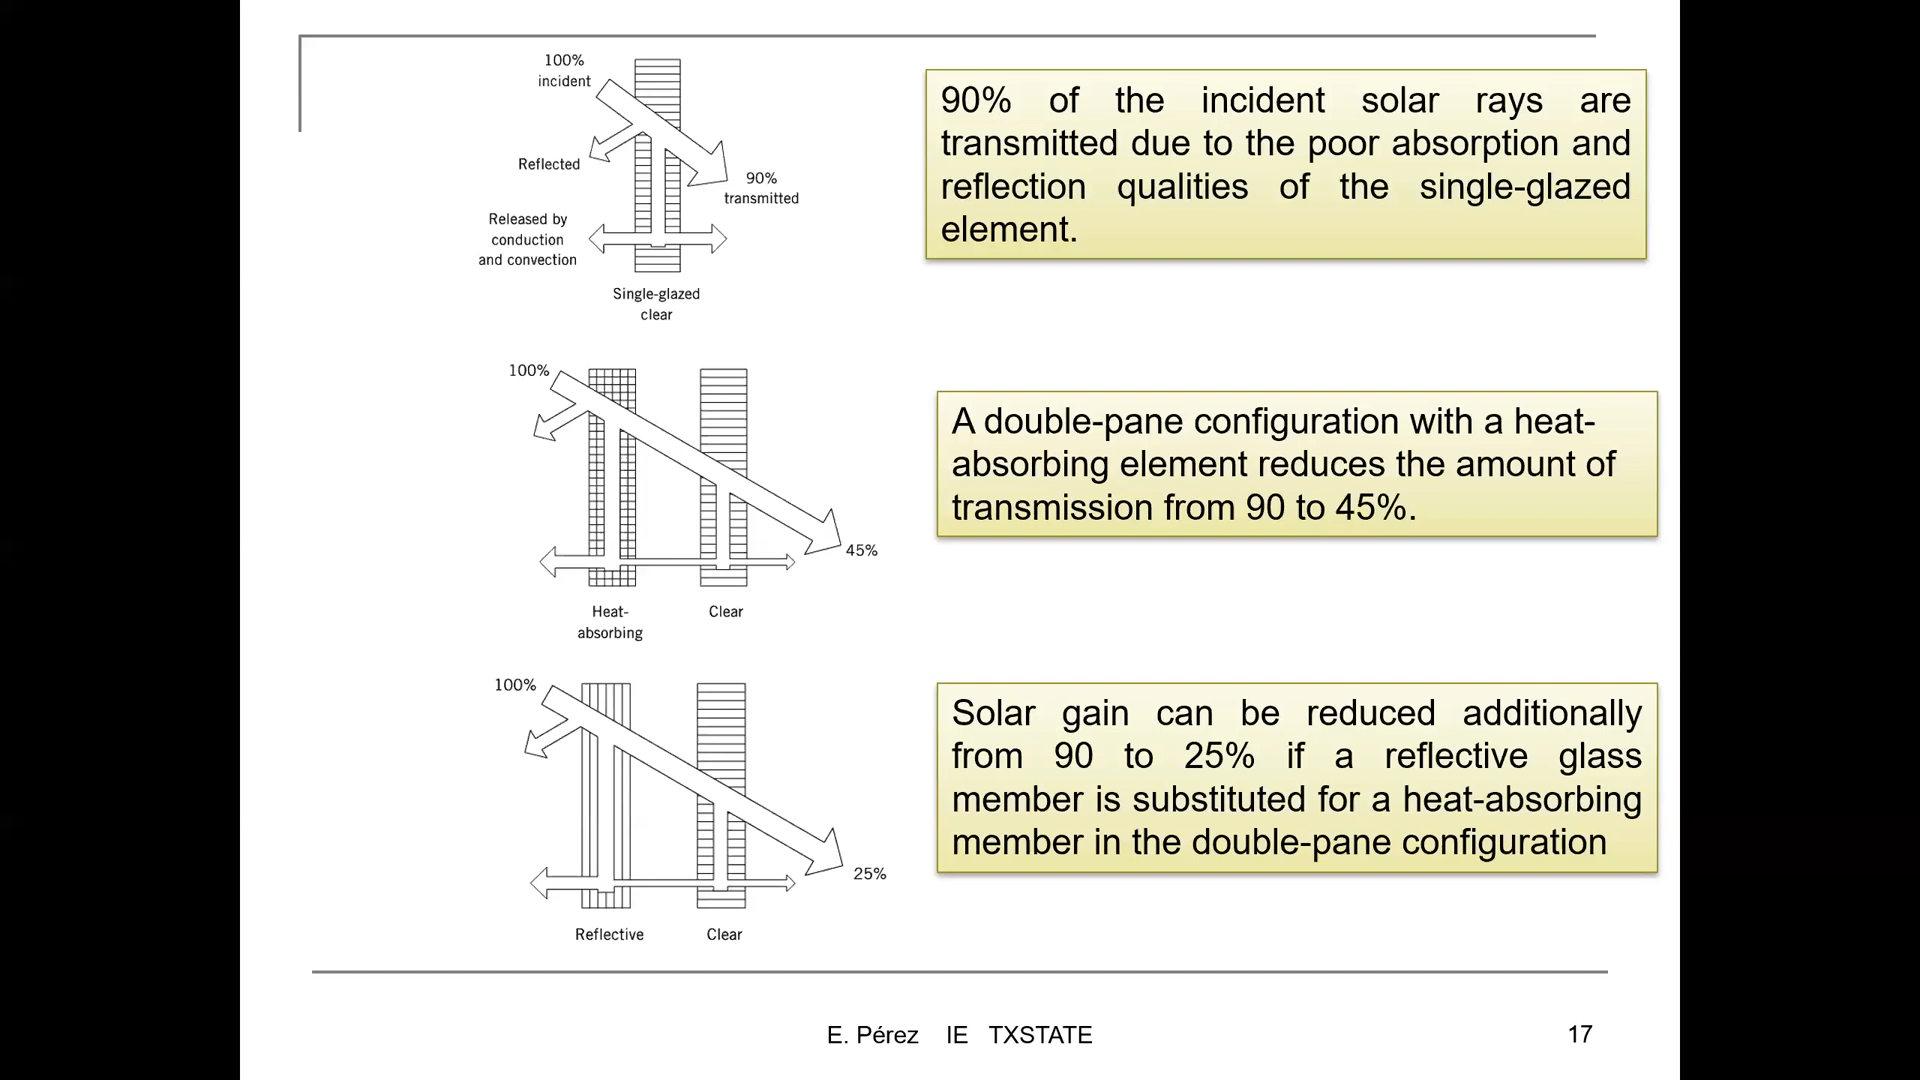 100%
incident
Reflected
90%
transmitted
Released by
conduction
and convection
Single-glazed
clear
90% of the incident solar rays are
transmitted due to the poor absorption and
reflection qualities of the single-glazed
element.
100%
45%
Heat-
absorbing
Clear
A double-pane configuration with a heat-
absorbing element reduces the amount of
transmission from 90 to 45%.
100%
25%
Reflective
Clear
Solar gain can be reduced additionally
from 90 to 25% if a reflective glass
member is substituted for a heat-absorbing
member in the double-pane configuration
E. Pérez IE TXSTATE
17